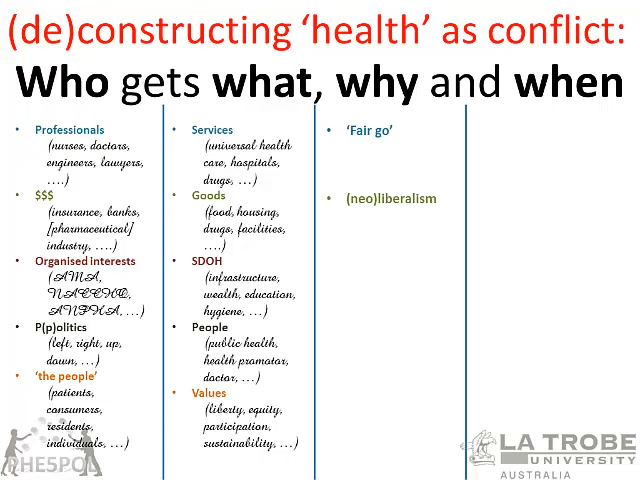 (de)constructing ‘health’ as conflict:
Who gets what, why and when
• Professionals
(nurses, doctors,
engineers, lawyers,
....)
• $$$
(insurance, banks,
[pharmaceutical]
industry, ....)
• Organised interests
(AMA,
NACCHO,
ANPHA, ...)
• P(p)olitics
(left, right, up,
down, ...)
• ‘the people’
(patients,
consumers,
residents,
individuals, ...)
• Services
(universal health
care, hospitals,
drugs, ...)
• Goods
(food, housing,
drugs, facilities,
....)
• SDOH
(infrastructure,
wealth, education,
hygiene, ...)
• People
(public health,
health promotor,
doctor, ...)
• Values
(liberty, equity,
participation,
sustainability, ...)
• ‘Fair go’
• (neo)liberalism
PHE5POL
LA TROBE
UNIVERSITY
AUSTRALIA